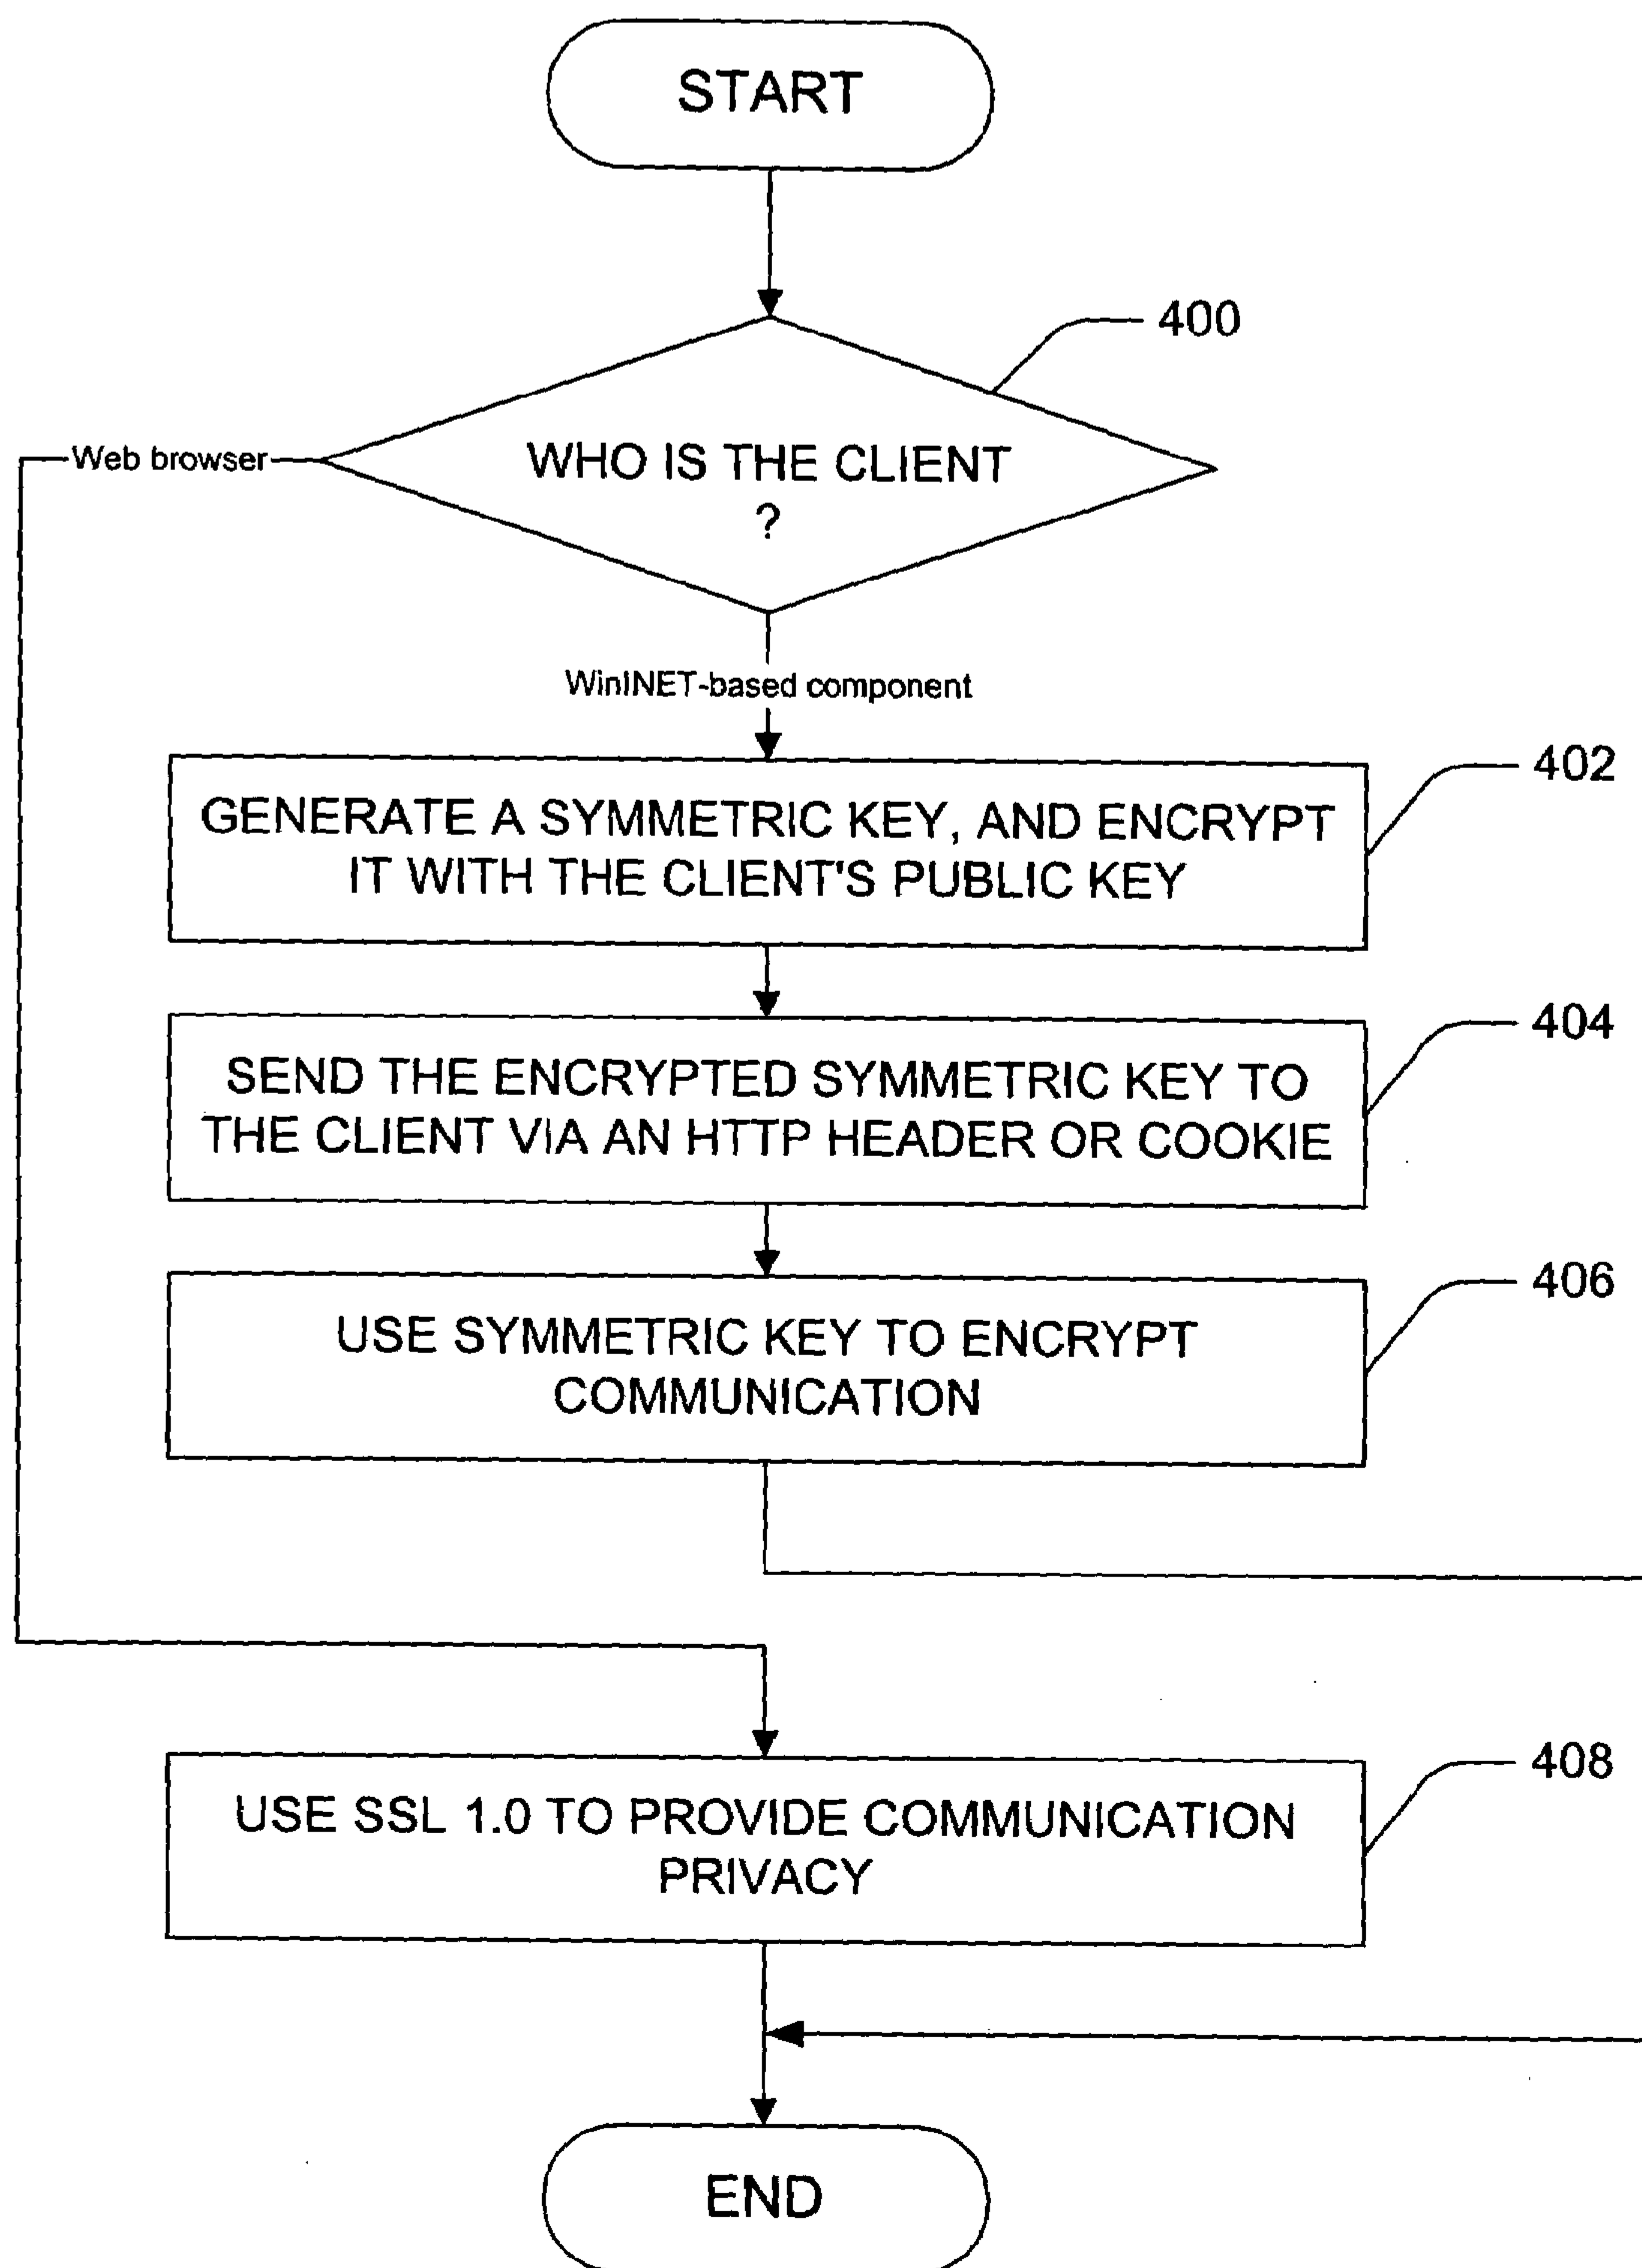 START
400
Web browser
WHO IS THE CLIENT
?
WinINET-based component
402
GENERATE A SYMMETRIC KEY, AND ENCRYPT
IT WITH THE CLIENT'S PUBLIC KEY
404
SEND THE ENCRYPTED SYMMETRIC KEY TO
THE CLIENT VIA AN HTTP HEADER OR COOKIE
406
USE SYMMETRIC KEY TO ENCRYPT
COMMUNICATION
408
USE SSL 1.0 TO PROVIDE COMMUNICATION
PRIVACY
END